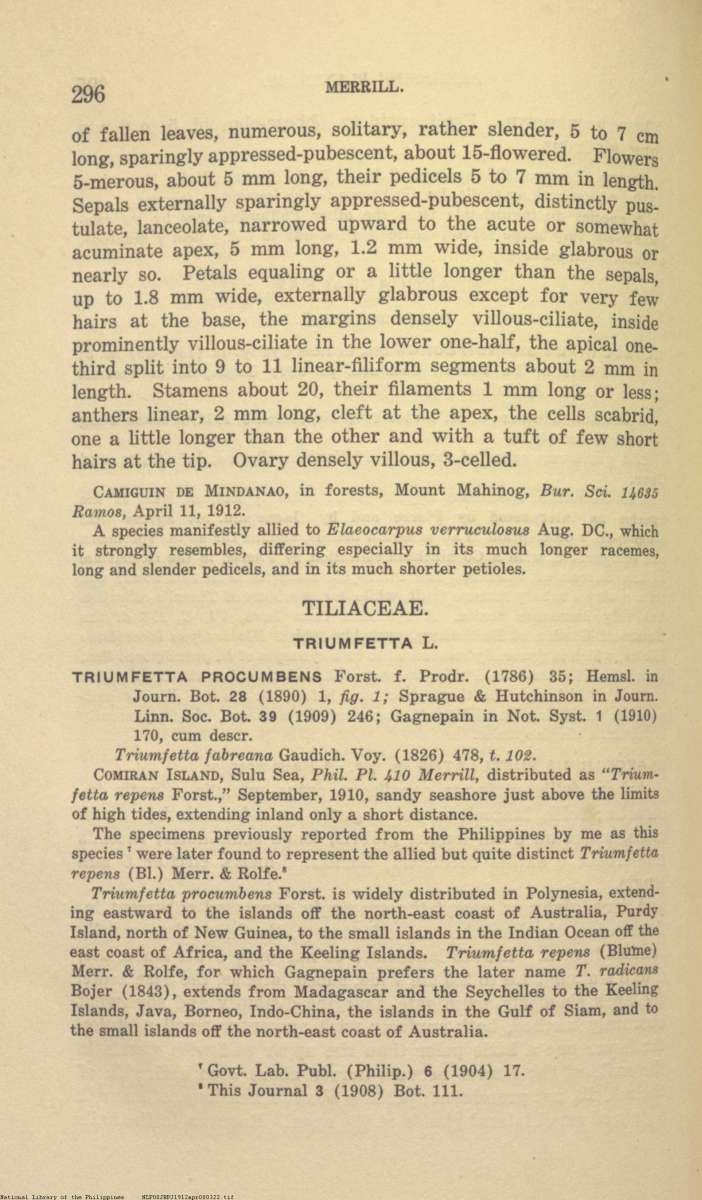 296
MERRILL.
of fallen leaves, numerous, solitary, rather slender, 5 to 7 cm
long, sparingly appressed-pubescent, about 15-flowered. Flowers
5-merous, about 5 mm long, their pedicels 5 to 7 mm in length.
Sepals externally sparingly appressed-pubescent, distinctly pus-
tulate, lanceolate, narrowed upward to the acute or somewhat
acuminate apex, 5 mm long, 1.2 mm wide, inside glabrous or
nearly so. Petals equaling or a little longer than the sepals,
up to 1.8 mm wide, externally glabrous except for very few
hairs at the base, the margins densely villous-ciliate, inside
prominently villous-ciliate in the lower one-half, the apical one-
third split into 9 to 11 linear-filiform segments about 2 mm in
length. Stamens about 20, their filaments 1 mm long or less;
anthers linear, 2 mm long, cleft at the apex, the cells scabrid,
one a little longer than the other and with a tuft of few short
hairs at the tip. Ovary densely villous, 3-celled.
CAMIGUIN DE MINDANAO, in forests, Mount Mahinog, Bur. Sci. 14635
Ramos, April 11, 1912.
A species manifestly allied to Elaeocarpus verruculosus Aug. DC., which
it strongly resembles, differing especially in its much longer racemes,
long and slender pedicels, and in its much shorter petioles.
TILIACEAE.
TRIUMFETTA L.
TRIUMFETTA PROCUMBENS Forst. f. Prodr. (1786) 35; Hemsl. in
Journ. Bot. 28 (1890) 1, fig. 1; Sprague & Hutchinson in Journ.
Linn. Soc. Bot. 39 (1909) 246; Gagnepain in Not. Syst. 1 (1910)
170, cum descr.
Triumfetta fabreana Gaudich. Voy. (1826) 478, t. 102.
COMIRAN ISLAND, Sulu Sea, Phil. Pl. 410 Merrill, distributed as "Trium-
fetta repens Forst.," September, 1910, sandy seashore just above the limits
of high tides, extending inland only a short distance.
The specimens previously reported from the Philippines by me as this
species ⁷ were later found to represent the allied but quite distinct Triumfetta
repens (Bl.) Merr. & Rolfe.⁸
Triumfetta procumbens Forst. is widely distributed in Polynesia, extend-
ing eastward to the islands off the north-east coast of Australia, Purdy
Island, north of New Guinea, to the small islands in the Indian Ocean off the
east coast of Africa, and the Keeling Islands. Triumfetta repens (Blume)
Merr. & Rolfe, for which Gagnepain prefers the later name T. radicans
Bojer (1843), extends from Madagascar and the Seychelles to the Keeling
Islands, Java, Borneo, Indo-China, the islands in the Gulf of Siam, and to
the small islands off the north-east coast of Australia.
⁷ Govt. Lab. Publ. (Philip.) 6 (1904) 17.
⁸ This Journal 3 (1908) Bot. 111.
National Library of the Philippines NLP00JRPJ1912apr080322.tif